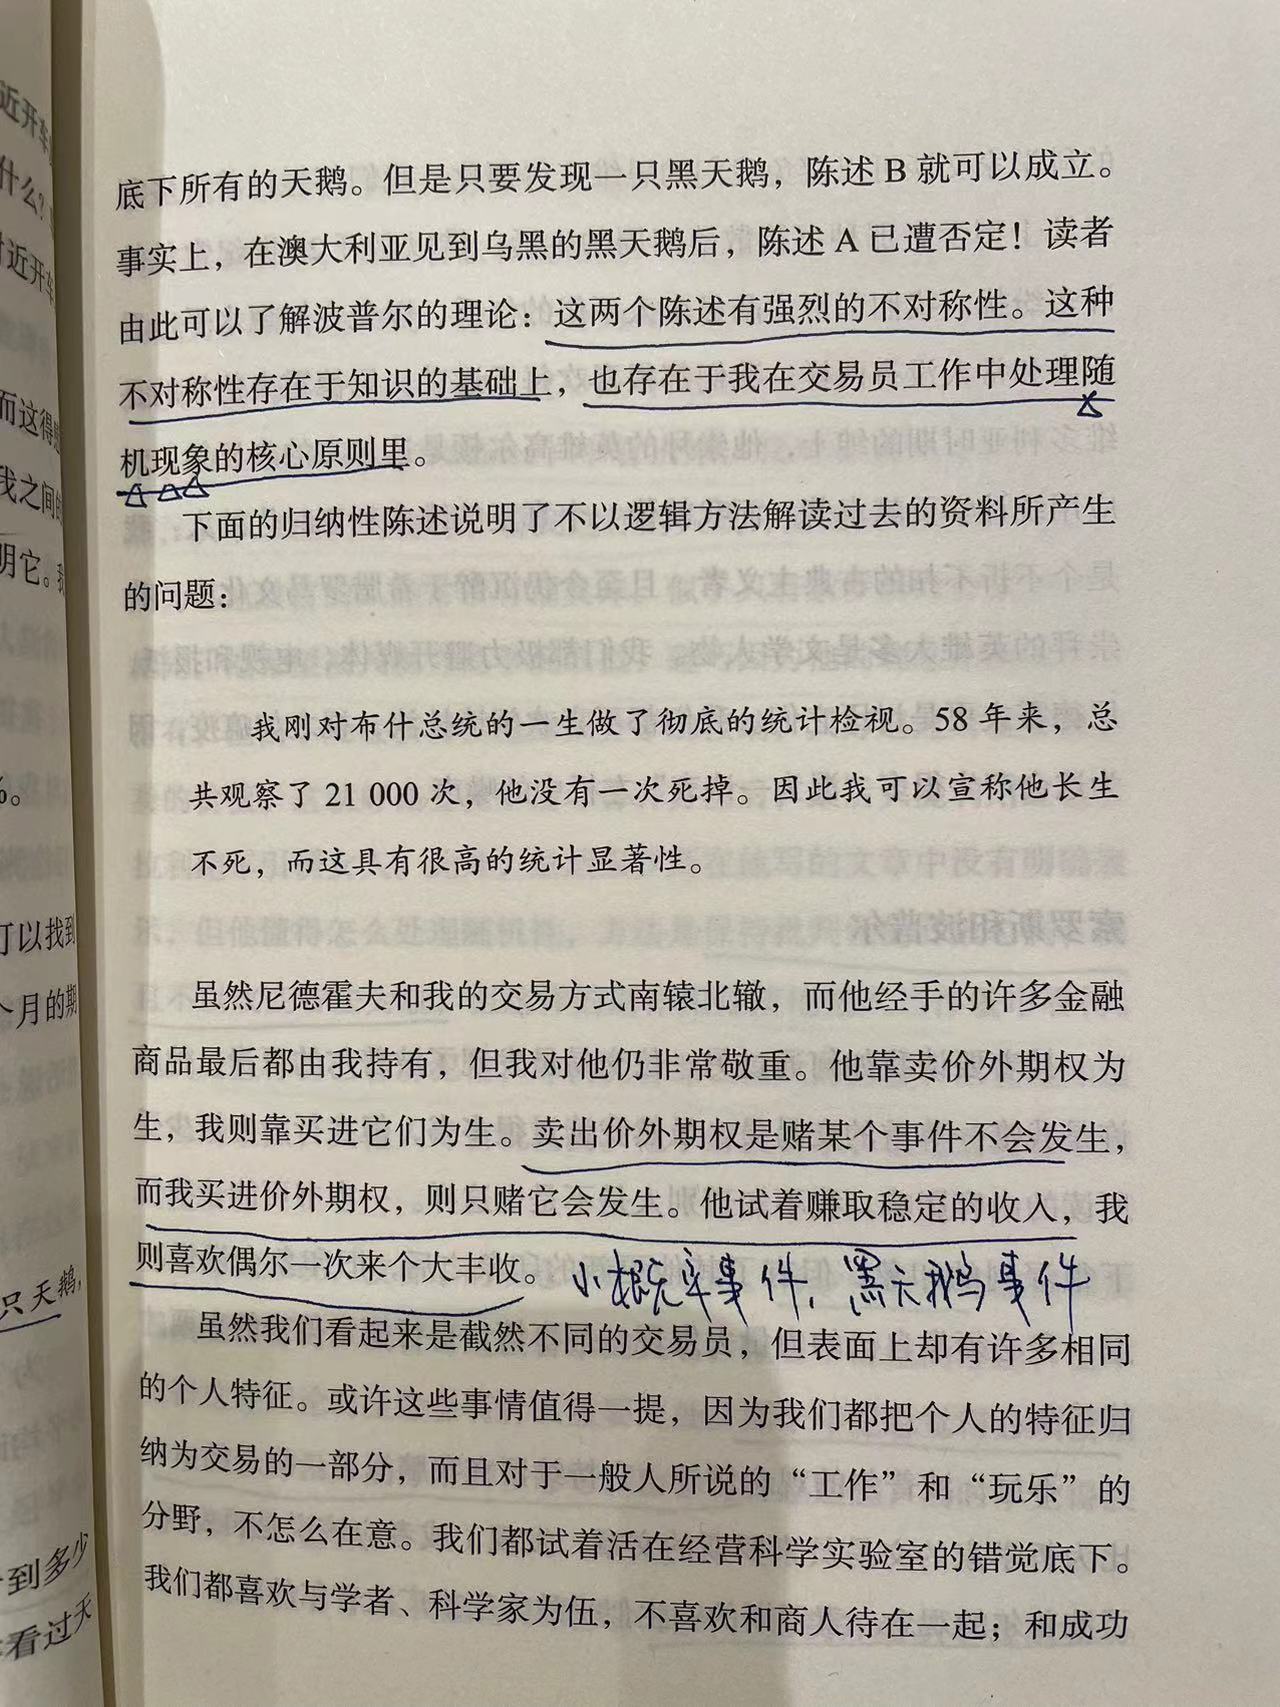 底下所有的天鹅。但是只要发现一只黑天鹅，陈述 B 就可以成立。
事实上，在澳大利亚见到乌黑的黑天鹅后，陈述 A 已遭否定！读者
由此可以了解波普尔的理论：这两个陈述有强烈的不对称性。这种
不对称性存在于知识的基础上，也存在于我在交易员工作中处理随
机现象的核心原则里。
下面的归纳性陈述说明了不以逻辑方法解读过去的资料所产生
的问题：
我刚对布什总统的一生做了彻底的统计检视。58 年来，总
共观察了 21 000 次，他没有一次死掉。因此我可以宣称他长生
不死，而这具有很高的统计显著性。
虽然尼德霍夫和我的交易方式南辕北辙，而他经手的许多金融
商品最后都由我持有，但我对他仍非常敬重。他靠卖价外期权为
生，我则靠买进它们为生。卖出价外期权是赌某个事件不会发生，
而我买进价外期权，则只赌它会发生。他试着赚取稳定的收入，我
则喜欢偶尔一次来个大丰收。
小概率事件，黑天鹅事件
虽然我们看起来是截然不同的交易员，但表面上却有许多相同
的个人特征。或许这些事情值得一提，因为我们都把个人的特征归
纳为交易的一部分，而且对于一般人所说的“工作”和“玩乐”的
分野，不怎么在意。我们都试着活在经营科学实验室的错觉底下。
我们都喜欢与学者、科学家为伍，不喜欢和商人待在一起；和成功
近开车
什么？
对近开车
而这得
我之间的
明它。
%。
可以找到
个月的期
只天鹅，
到多少
看过天